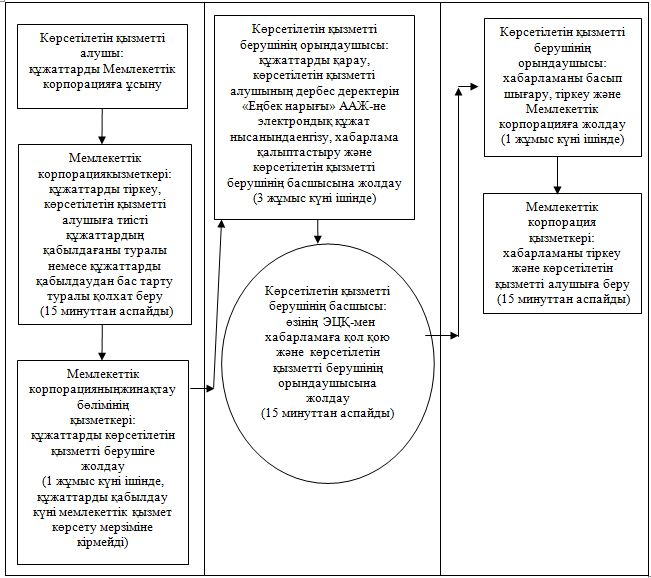 Көрсетілетін қызметті
алушы:
құжаттарды Мемлекеттік
корпорацияға ұсыну
Мемлекеттік
корпорацияқызметкері:
құжаттарды тіркеу,
көрсетілетін қызметті
алушыға тиісті
құжаттардың
қабылдағаны туралы
немесе құжаттарды
қабылдаудан бас тарту
туралы қолхат беру
(15 минуттан аспайды)
Мемлекеттік
корпорацияныңжинақтау
бөлімінің
қызметкері:
құжаттарды көрсетілетін
қызметті берушіге
жолдау
(1 жұмыс күні ішінде,
құжаттарды қабылдау
күні мемлекеттік қызмет
көрсету мерзіміне
кірмейді)
Көрсетілетін қызметті
берушінің орындаушысы:
құжаттарды қарау,
көрсетілетін қызметті
алушының дербес деректерін
«Еңбек нарығы» ААЖ-не
электрондық құжат
нысанындаенгізу, хабарлама
қалыптастыру және
көрсетілетін қызметті
берушінің басшысына жолдау
(3 жұмыс күні ішінде)
Көрсетілетін қызметті
берушінің басшысы:
өзінің ЭЦҚ-мен
хабарламаға қол қою
және көрсетілетін
қызметті берушінің
орындаушысына
жолдау
(15 минуттан аспайды)
Көрсетілетін қызметті
берушінің
орындаушысы:
хабарламаны басып
шығару, тіркеу және
Мемлекеттік
корпорацияға жолдау
(1 жұмыс күні ішінде)
Мемлекеттік
корпорация
қызметкері:
хабарламаны тіркеу
және көрсетілетін
қызметті алушыға беру
(15 минуттан аспайды)